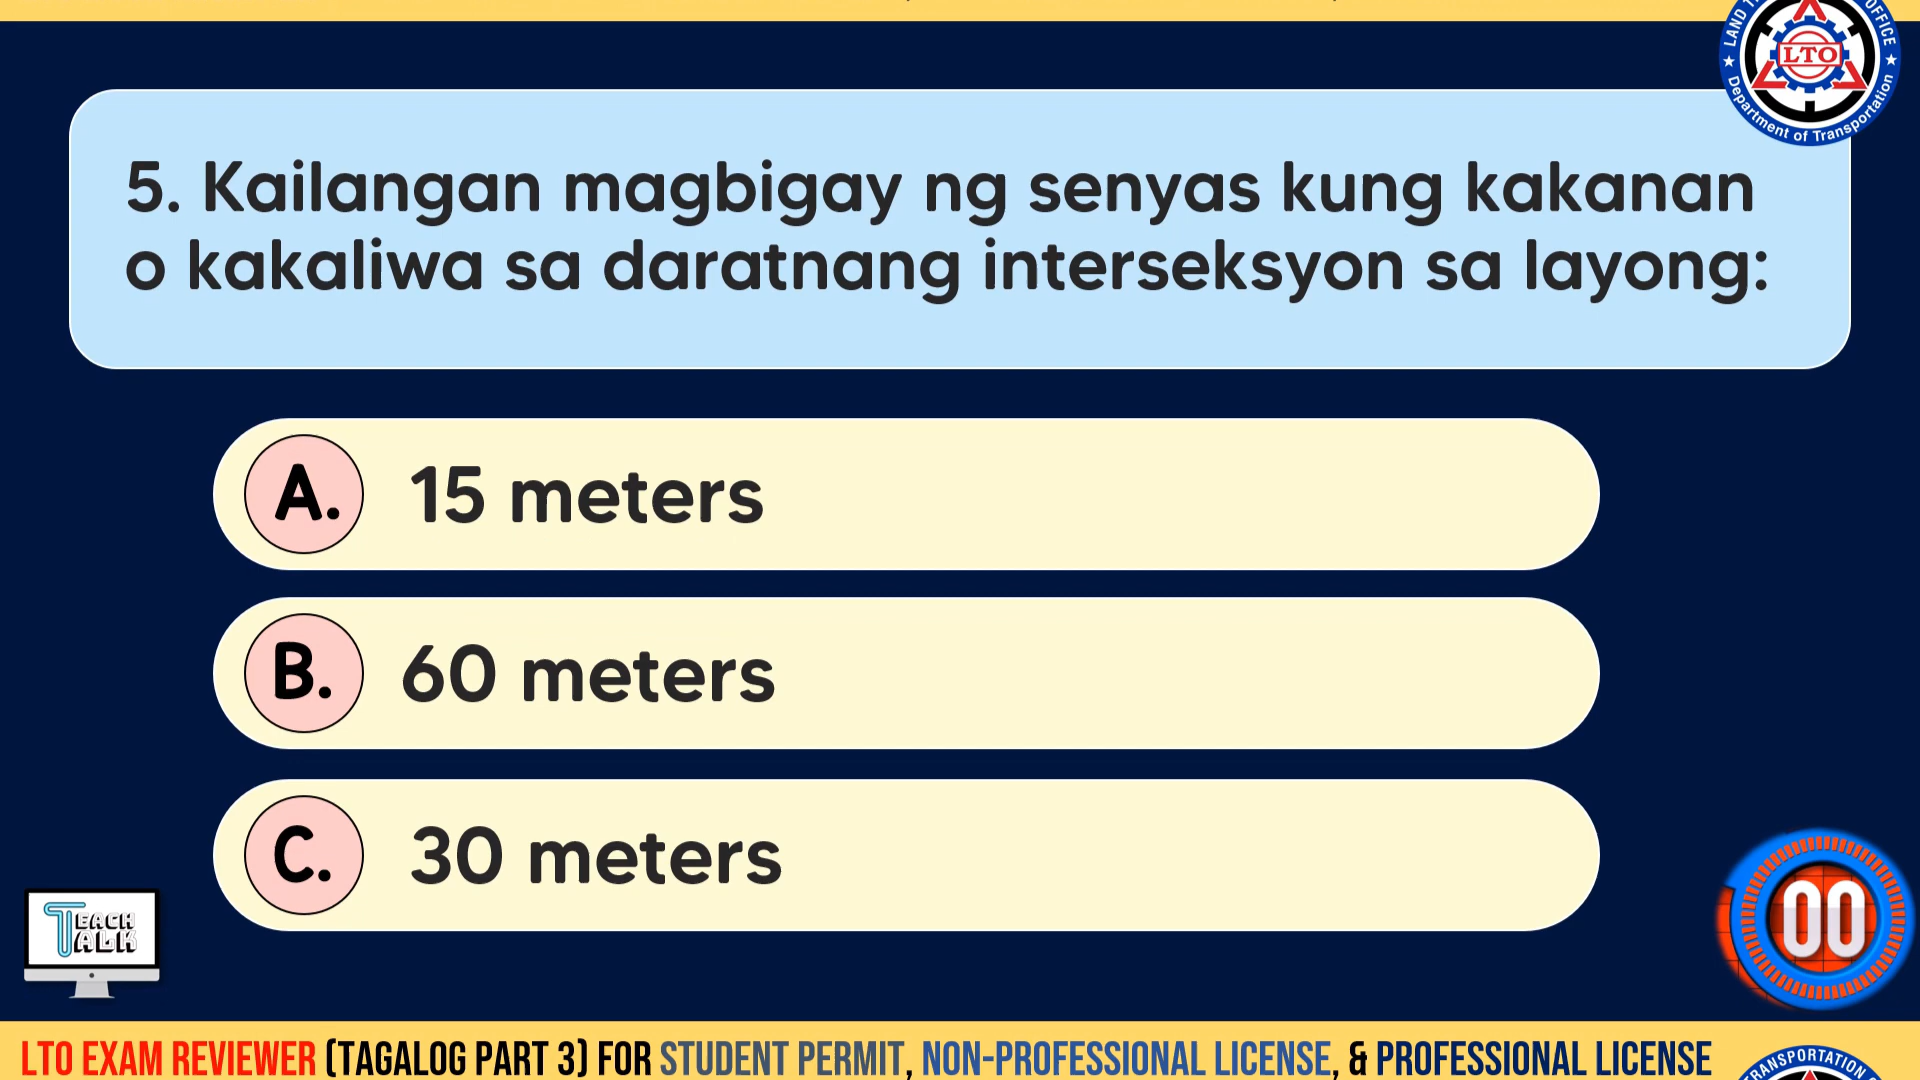 LTO
Department of Transportation
5. Kailangan magbigay ng senyas kung kakanan
o kakaliwa sa daratnang interseksyon sa layong:
A. 15 meters
B. 60 meters
C. 30 meters
TEACH
TALK
00
LTO EXAM REVIEWER (TAGALOG PART 3) FOR STUDENT PERMIT, NON-PROFESSIONAL LICENSE, & PROFESSIONAL LICENSE